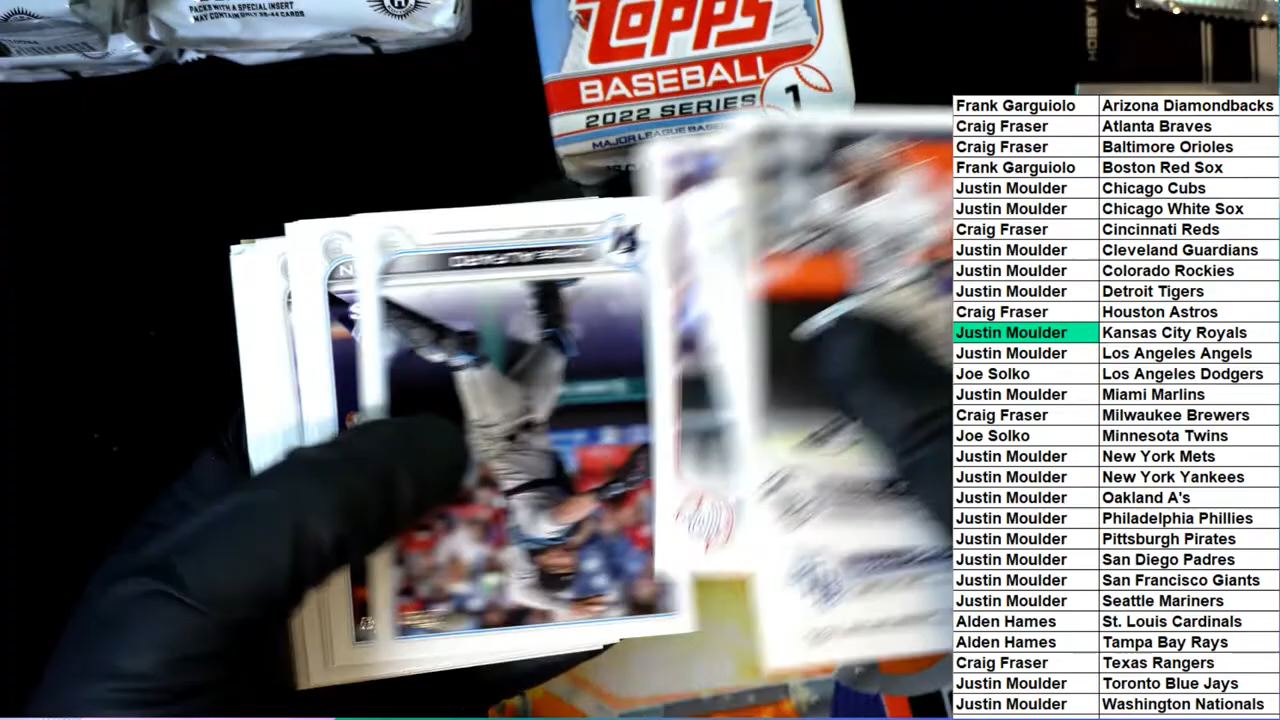 PACKS WITH A SPECIAL INSERT
MAY CONTAIN ONLY 38-44 CARDS
TOPPS
BASEBALL
2022 SERIES 1
Frank Garguiolo Arizona Diamondbacks
Craig Fraser Atlanta Braves
Craig Fraser Baltimore Orioles
Frank Garguiolo Boston Red Sox
Justin Moulder Chicago Cubs
Justin Moulder Chicago White Sox
Craig Fraser Cincinnati Reds
Justin Moulder Cleveland Guardians
Justin Moulder Colorado Rockies
Justin Moulder Detroit Tigers
Craig Fraser Houston Astros
Justin Moulder Kansas City Royals
Justin Moulder Los Angeles Angels
Joe Solko Los Angeles Dodgers
Justin Moulder Miami Marlins
Craig Fraser Milwaukee Brewers
Joe Solko Minnesota Twins
Justin Moulder New York Mets
Justin Moulder New York Yankees
Justin Moulder Oakland A's
Justin Moulder Philadelphia Phillies
Justin Moulder Pittsburgh Pirates
Justin Moulder San Diego Padres
Justin Moulder San Francisco Giants
Justin Moulder Seattle Mariners
Alden Hames St. Louis Cardinals
Alden Hames Tampa Bay Rays
Craig Fraser Texas Rangers
Justin Moulder Toronto Blue Jays
Justin Moulder Washington Nationals